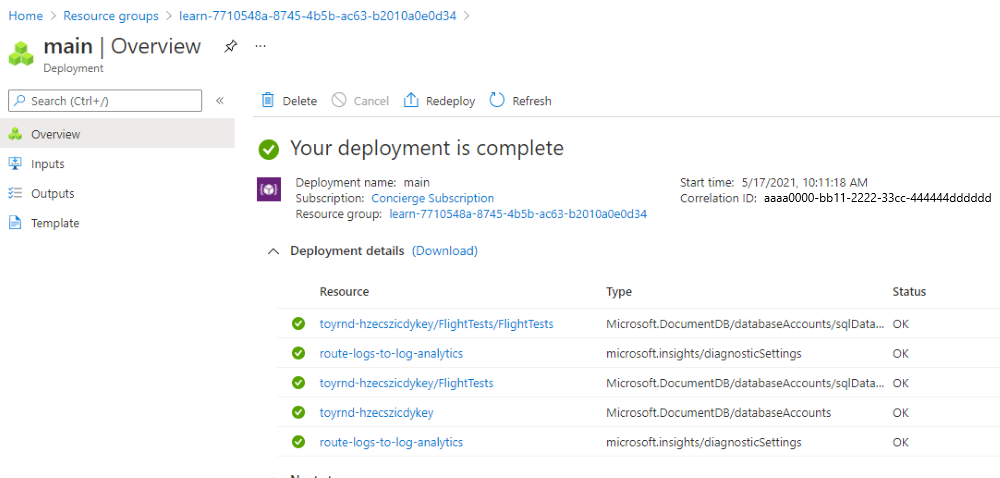 Home > Resource groups > learn-7710548a-8745-4b5b-ac63-b2010a0e0d34 >
main | Overview ...
Deployment
Search (Ctrl+/) «
Overview
Inputs
Outputs
Template
Delete Cancel Redeploy Refresh
Your deployment is complete
Deployment name: main Start time: 5/17/2021, 10:11:18 AM
Subscription: Concierge Subscription Correlation ID: aaaa0000-bb11-2222-33cc-444444dddddd
Resource group: learn-7710548a-8745-4b5b-ac63-b2010a0e0d34
Deployment details (Download)
Resource Type Status
toyrnd-hzecszicdykey/FlightTests/FlightTests Microsoft.DocumentDB/databaseAccounts/sqlData... OK
route-logs-to-log-analytics microsoft.insights/diagnosticSettings OK
toyrnd-hzecszicdykey/FlightTests Microsoft.DocumentDB/databaseAccounts/sqlData... OK
toyrnd-hzecszicdykey Microsoft.DocumentDB/databaseAccounts OK
route-logs-to-log-analytics microsoft.insights/diagnosticSettings OK